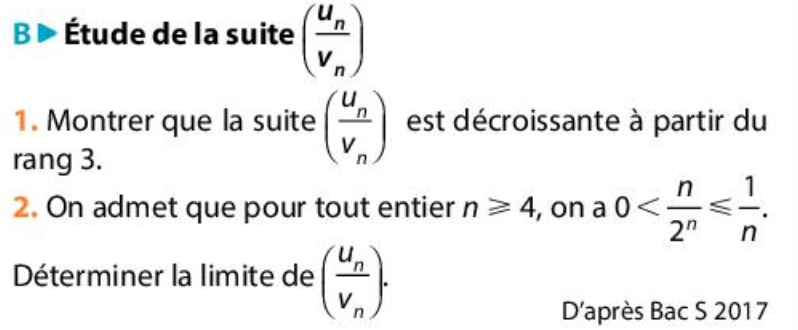 B ▶ Étude de la suite (uₙ/vₙ)
1. Montrer que la suite (uₙ/vₙ) est décroissante à partir du
rang 3.
2. On admet que pour tout entier n ⩾ 4, on a 0 < n/2ⁿ ⩽ 1/n.
Déterminer la limite de (uₙ/vₙ).
D’après Bac S 2017